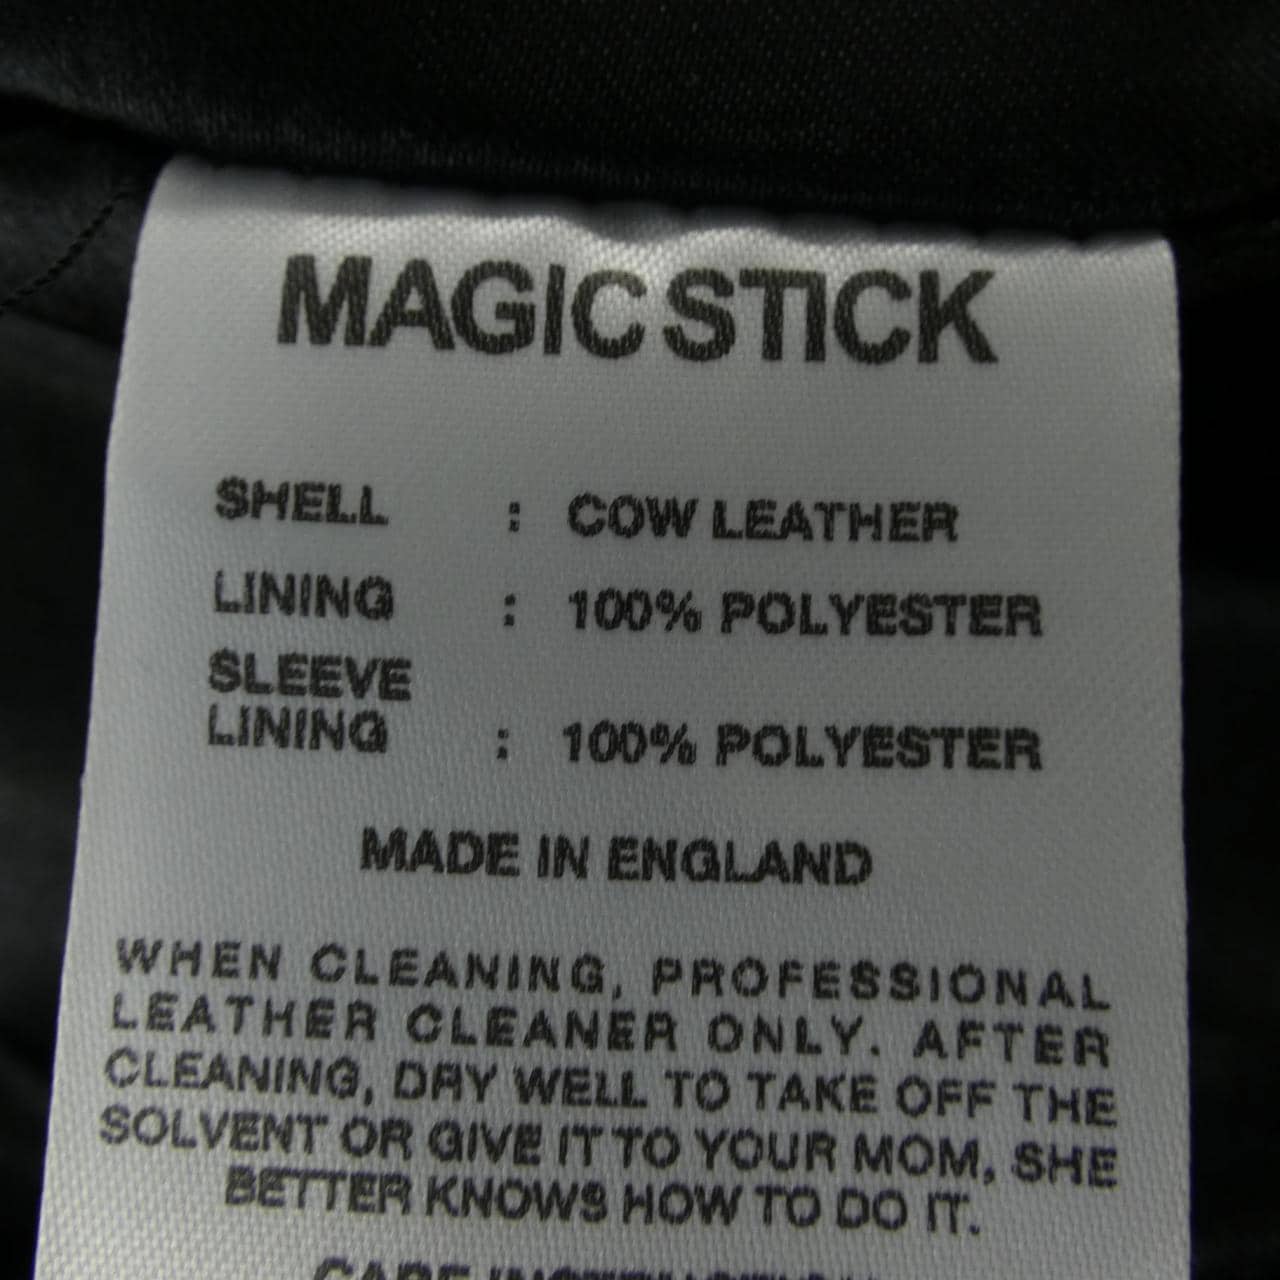 MAGIC STICK
SHELL : COW LEATHER
LINING : 100% POLYESTER
SLEEVE
LINING : 100% POLYESTER
MADE IN ENGLAND
WHEN CLEANING, PROFESSIONAL
LEATHER CLEANER ONLY. AFTER
CLEANING, DRY WELL TO TAKE OFF THE
SOLVENT OR GIVE IT TO YOUR MOM, SHE
BETTER KNOWS HOW TO DO IT.
CARE